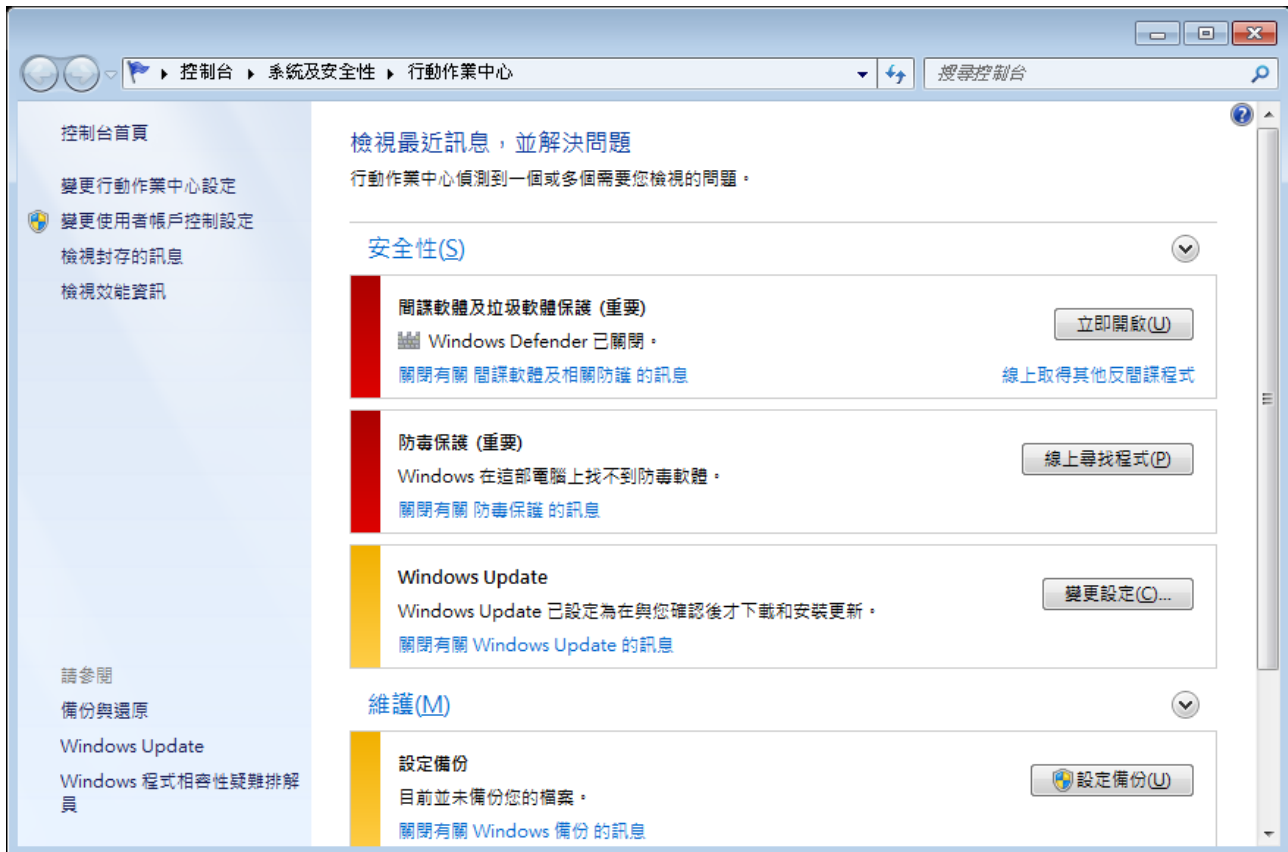 控制台 ▸ 系統及安全性 ▸ 行動作業中心
搜尋控制台
控制台首頁
變更行動作業中心設定
變更使用者帳戶控制設定
檢視封存的訊息
檢視效能資訊
檢視最近訊息，並解決問題
行動作業中心偵測到一個或多個需要您檢視的問題。
安全性(S)
間諜軟體及垃圾軟體保護 (重要)
立即開啟(U)
Windows Defender 已關閉。
關閉有關 間諜軟體及相關防護 的訊息
線上取得其他反間諜程式
防毒保護 (重要)
線上尋找程式(P)
Windows 在這部電腦上找不到防毒軟體。
關閉有關 防毒保護 的訊息
Windows Update
變更設定(C)...
Windows Update 已設定為在與您確認後才下載和安裝更新。
關閉有關 Windows Update 的訊息
維護(M)
設定備份
設定備份(U)
目前並未備份您的檔案。
關閉有關 Windows 備份 的訊息
請參閱
備份與還原
Windows Update
Windows 程式相容性疑難排解
員